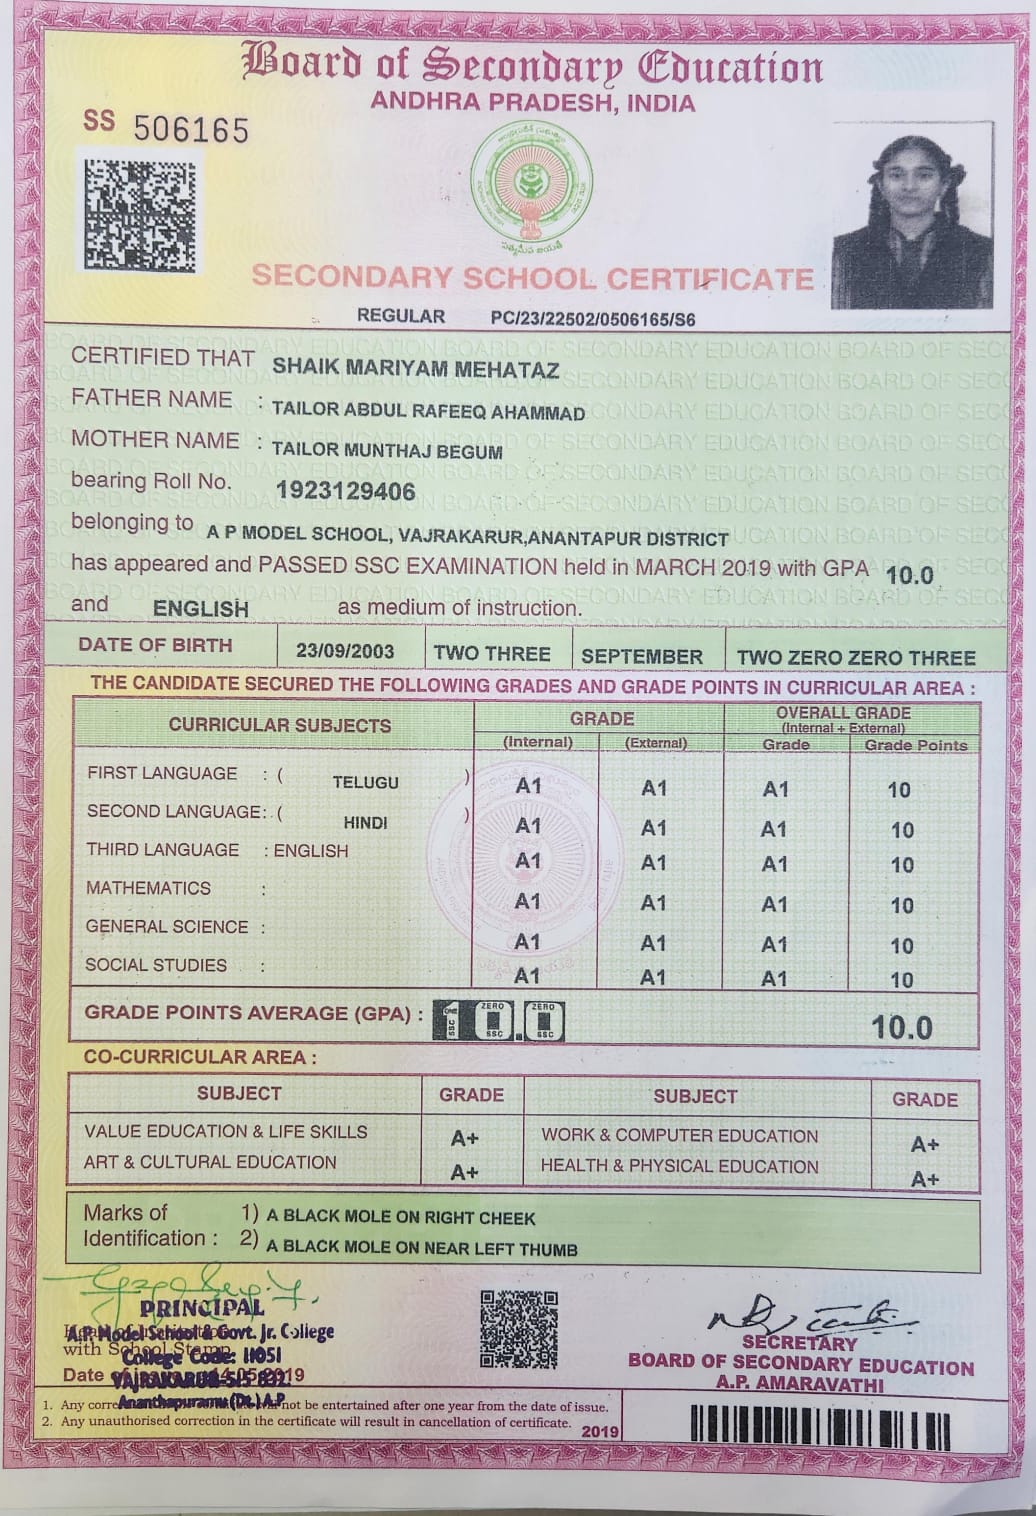 Board of Secondary Education
ANDHRA PRADESH, INDIA
SS 506165
SECONDARY SCHOOL CERTIFICATE
REGULAR PC/23/22502/0506165/S6
CERTIFIED THAT SHAIK MARIYAM MEHATAZ
FATHER NAME : TAILOR ABDUL RAFEEQ AHAMMAD
MOTHER NAME : TAILOR MUNTHAJ BEGUM
bearing Roll No. 1923129406
belonging to A P MODEL SCHOOL, VAJRAKARUR,ANANTAPUR DISTRICT
has appeared and PASSED SSC EXAMINATION held in MARCH 2019 with GPA 10.0
and ENGLISH as medium of instruction.
DATE OF BIRTH 23/09/2003 TWO THREE SEPTEMBER TWO ZERO ZERO THREE
THE CANDIDATE SECURED THE FOLLOWING GRADES AND GRADE POINTS IN CURRICULAR AREA :
CURRICULAR SUBJECTS GRADE OVERALL GRADE
(Internal + External)
(Internal) (External) Grade Grade Points
FIRST LANGUAGE : ( TELUGU ) A1 A1 A1 10
SECOND LANGUAGE: ( HINDI ) A1 A1 A1 10
THIRD LANGUAGE : ENGLISH A1 A1 A1 10
MATHEMATICS : A1 A1 A1 10
GENERAL SCIENCE : A1 A1 A1 10
SOCIAL STUDIES : A1 A1 A1 10
GRADE POINTS AVERAGE (GPA) : ONE 1 SSC ZERO 0 SSC . ZERO 0 SSC 10.0
CO-CURRICULAR AREA :
SUBJECT GRADE SUBJECT GRADE
VALUE EDUCATION & LIFE SKILLS A+ WORK & COMPUTER EDUCATION A+
ART & CULTURAL EDUCATION A+ HEALTH & PHYSICAL EDUCATION A+
Marks of 1) A BLACK MOLE ON RIGHT CHEEK
Identification : 2) A BLACK MOLE ON NEAR LEFT THUMB
PRINCIPAL
A.P. Model School & Govt. Jr. College
with School Stamp
College Code: 11051
Date
VAJRAKARUR-515 832.
Ananthapuramu (Dt.) A.P
SECRETARY
BOARD OF SECONDARY EDUCATION
A.P. AMARAVATHI
1. Any not be entertained after one year from the date of issue.
2. Any unauthorised correction in the certificate will result in cancellation of certificate.
2019